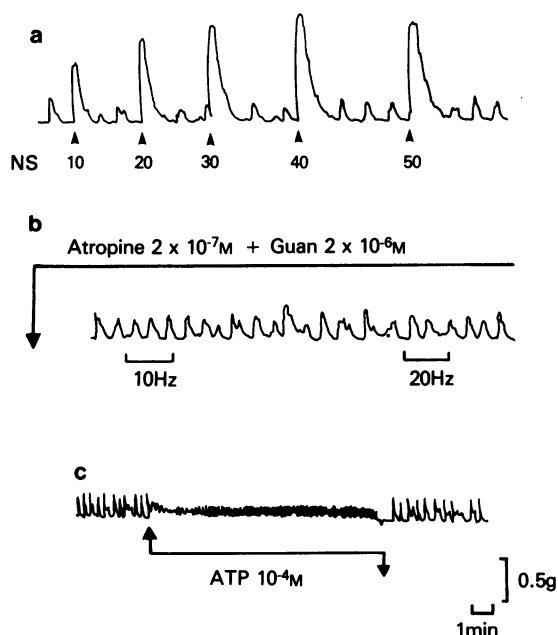 a
NS 10 20 30 40 50
b
Atropine 2 x 10⁻⁷M + Guan 2 x 10⁻⁶M
10Hz 20Hz
c
ATP 10⁻⁴M
0.5g
1min